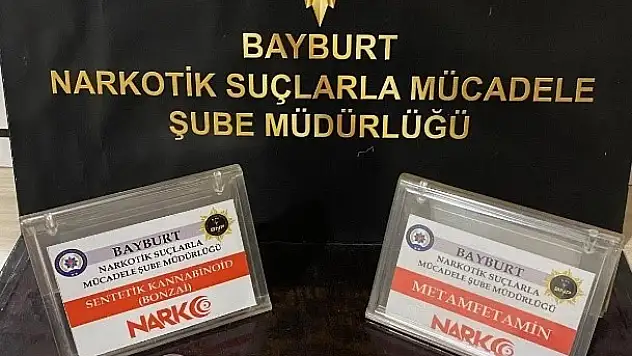 BAYBURT
NARKOTİK SUÇLARLA MÜCADELE
ŞUBE MÜDÜRLÜĞÜ
BAYBURT
NARKOTİK SUÇLARLA
MÜCADELE ŞUBE MÜDÜRLÜĞÜ
SENTETİK KANNABİNOİD
(BONZAİ)
NARKO
BAYBURT
NARKOTİK SUÇLARLA
MÜCADELE ŞUBE MÜDÜRLÜĞÜ
METAMFETAMİN
NARKO